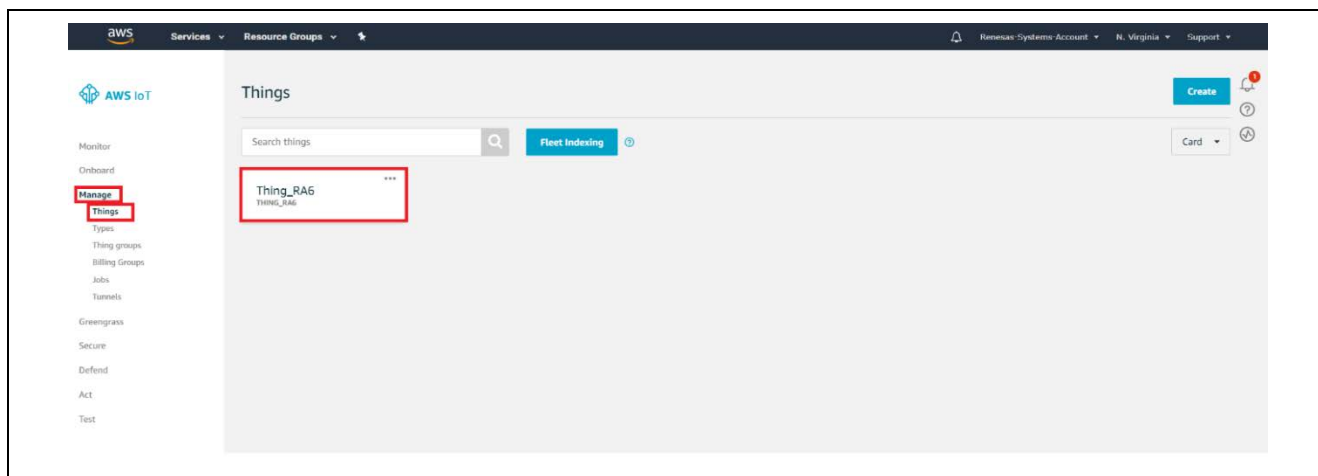 aws Services Resource Groups Renesas-Systems-Account N. Virginia Support
AWS IoT
Things
Create
1
Search things
Fleet Indexing
Card
Monitor
Onboard
Manage
Things
Types
Thing groups
Billing Groups
Jobs
Tunnels
Greengrass
Secure
Defend
Act
Test
Thing_RA6
THING_RA6